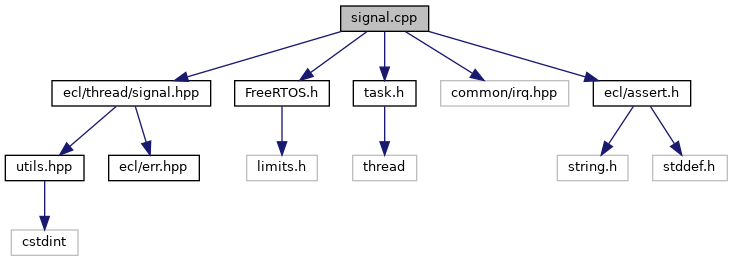 signal.cpp
ecl/thread/signal.hpp
FreeRTOS.h
task.h
common/irq.hpp
ecl/assert.h
utils.hpp
ecl/err.hpp
limits.h
thread
string.h
stddef.h
cstdint